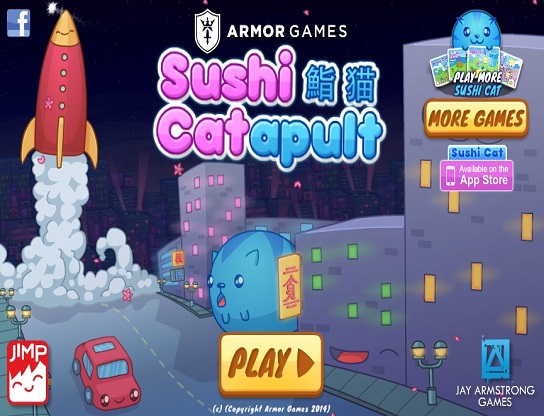 ARMOR GAMES
Sushi
鮨猫
Catapult
PLAY MORE
SUSHI CAT
MORE GAMES
Sushi Cat
Available on the
App Store
PLAY
JIMP
JAY ARMSTRONG
GAMES
(c) (Copyright Armor Games 2014)